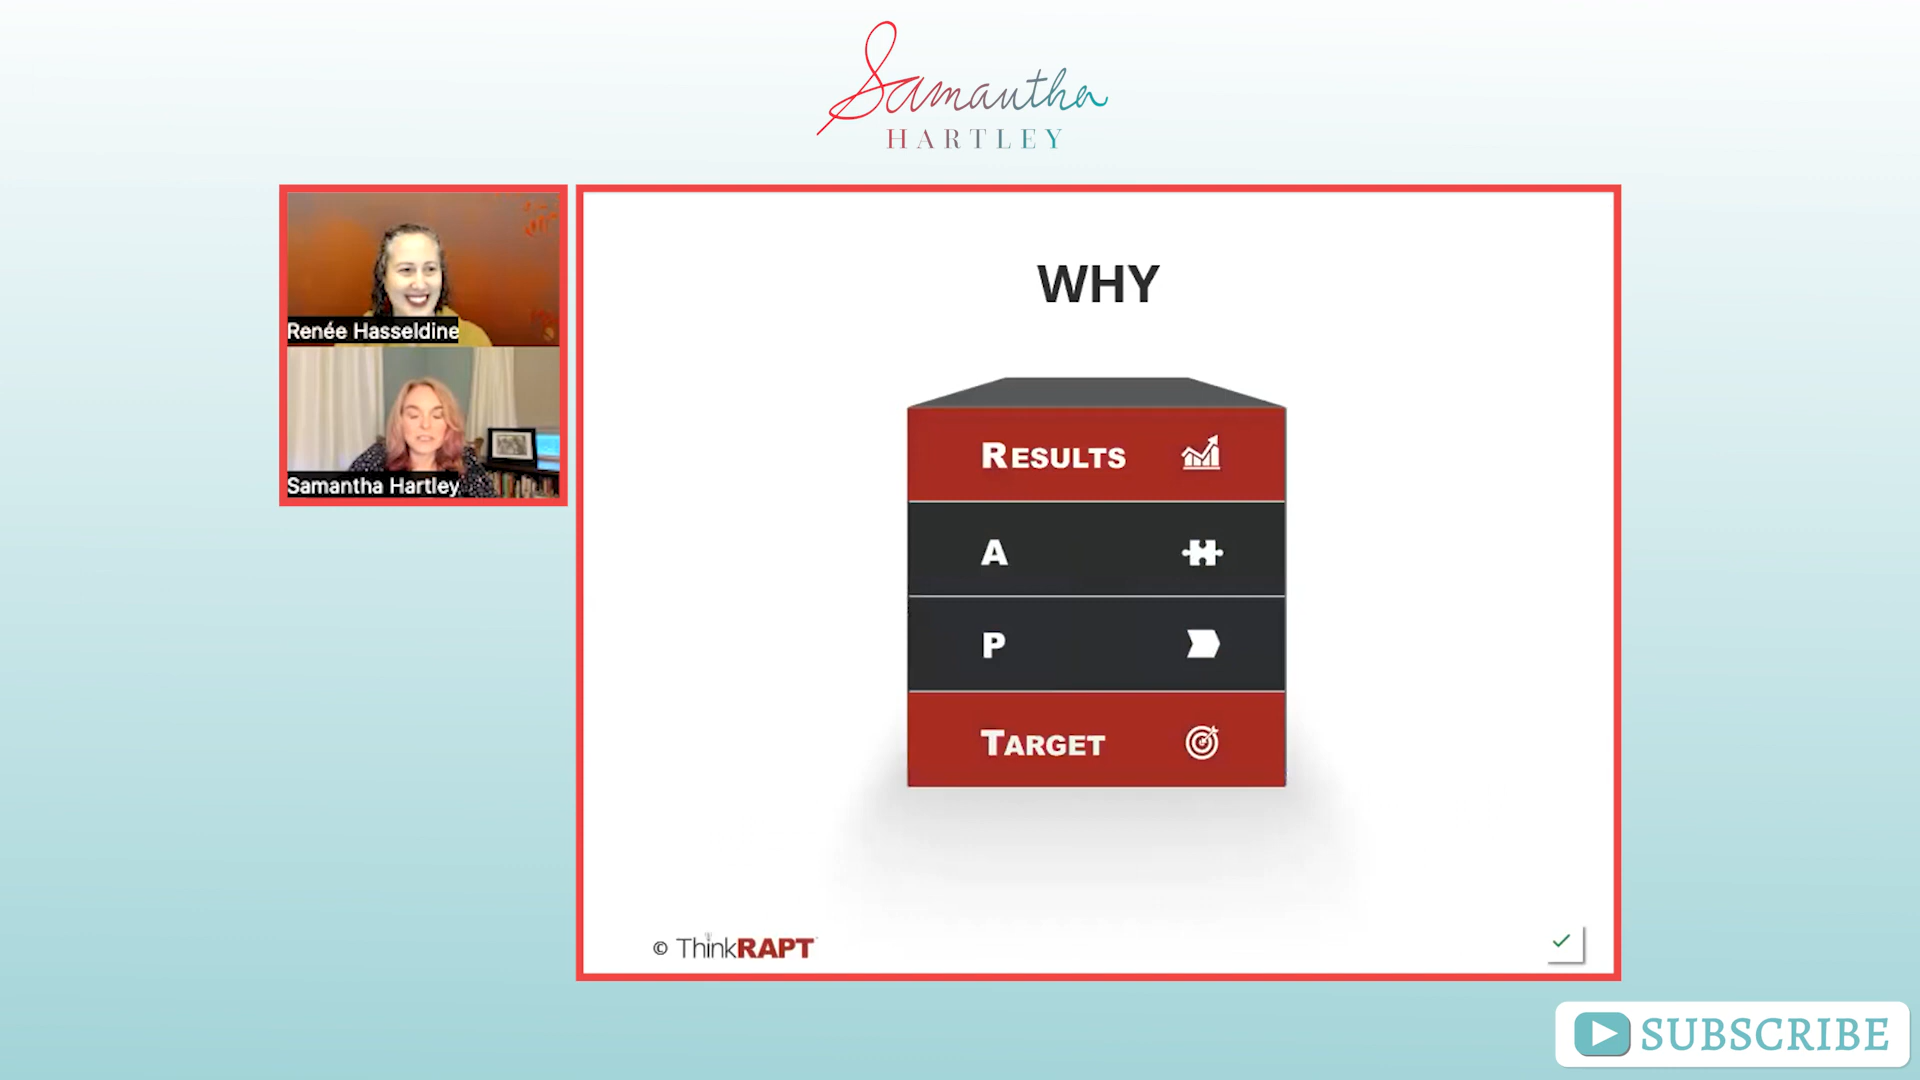 Samantha
HARTLEY
Renée Hasseldine
Samantha Hartley
WHY
RESULTS
A
P
TARGET
© ThinkRAPT
SUBSCRIBE